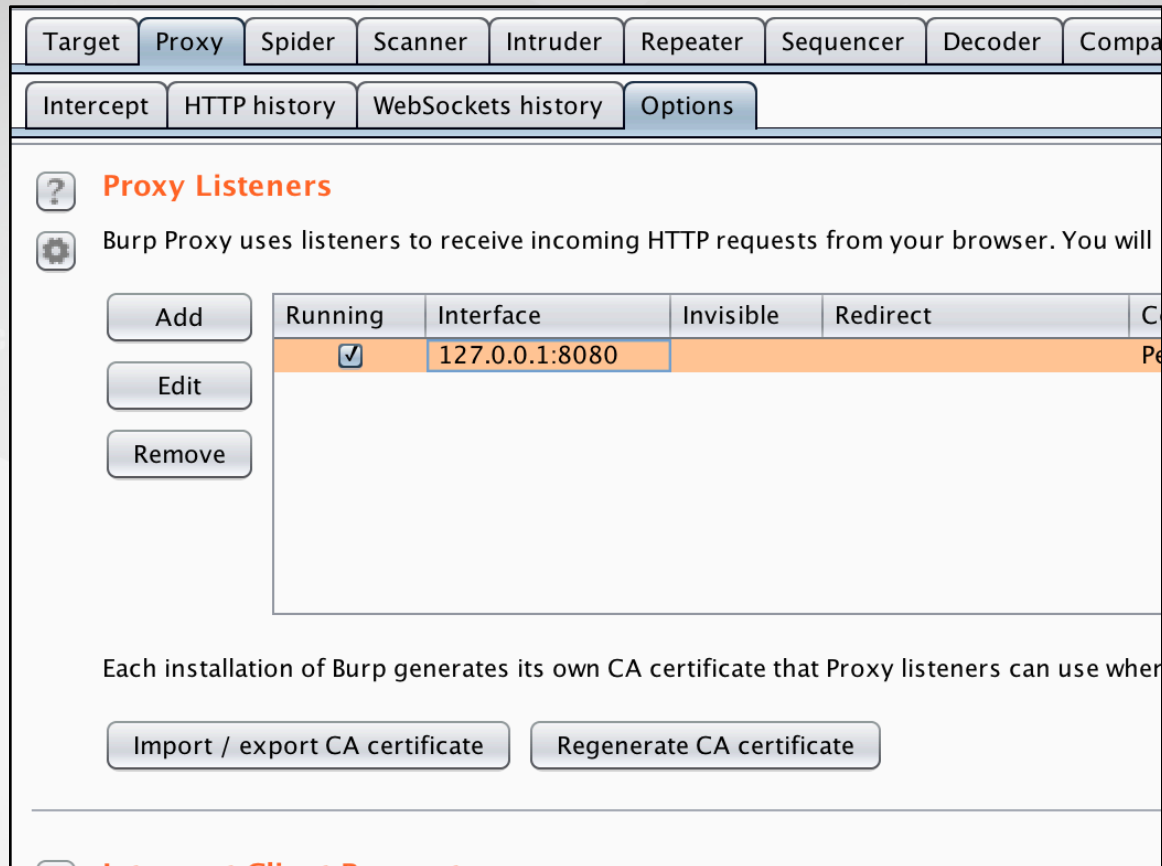 Target Proxy Spider Scanner Intruder Repeater Sequencer Decoder Compa
Intercept HTTP history WebSockets history Options
? Proxy Listeners
Burp Proxy uses listeners to receive incoming HTTP requests from your browser. You will
Add
Edit
Remove
Running Interface Invisible Redirect
127.0.0.1:8080 Pe
Each installation of Burp generates its own CA certificate that Proxy listeners can use when
Import / export CA certificate Regenerate CA certificate